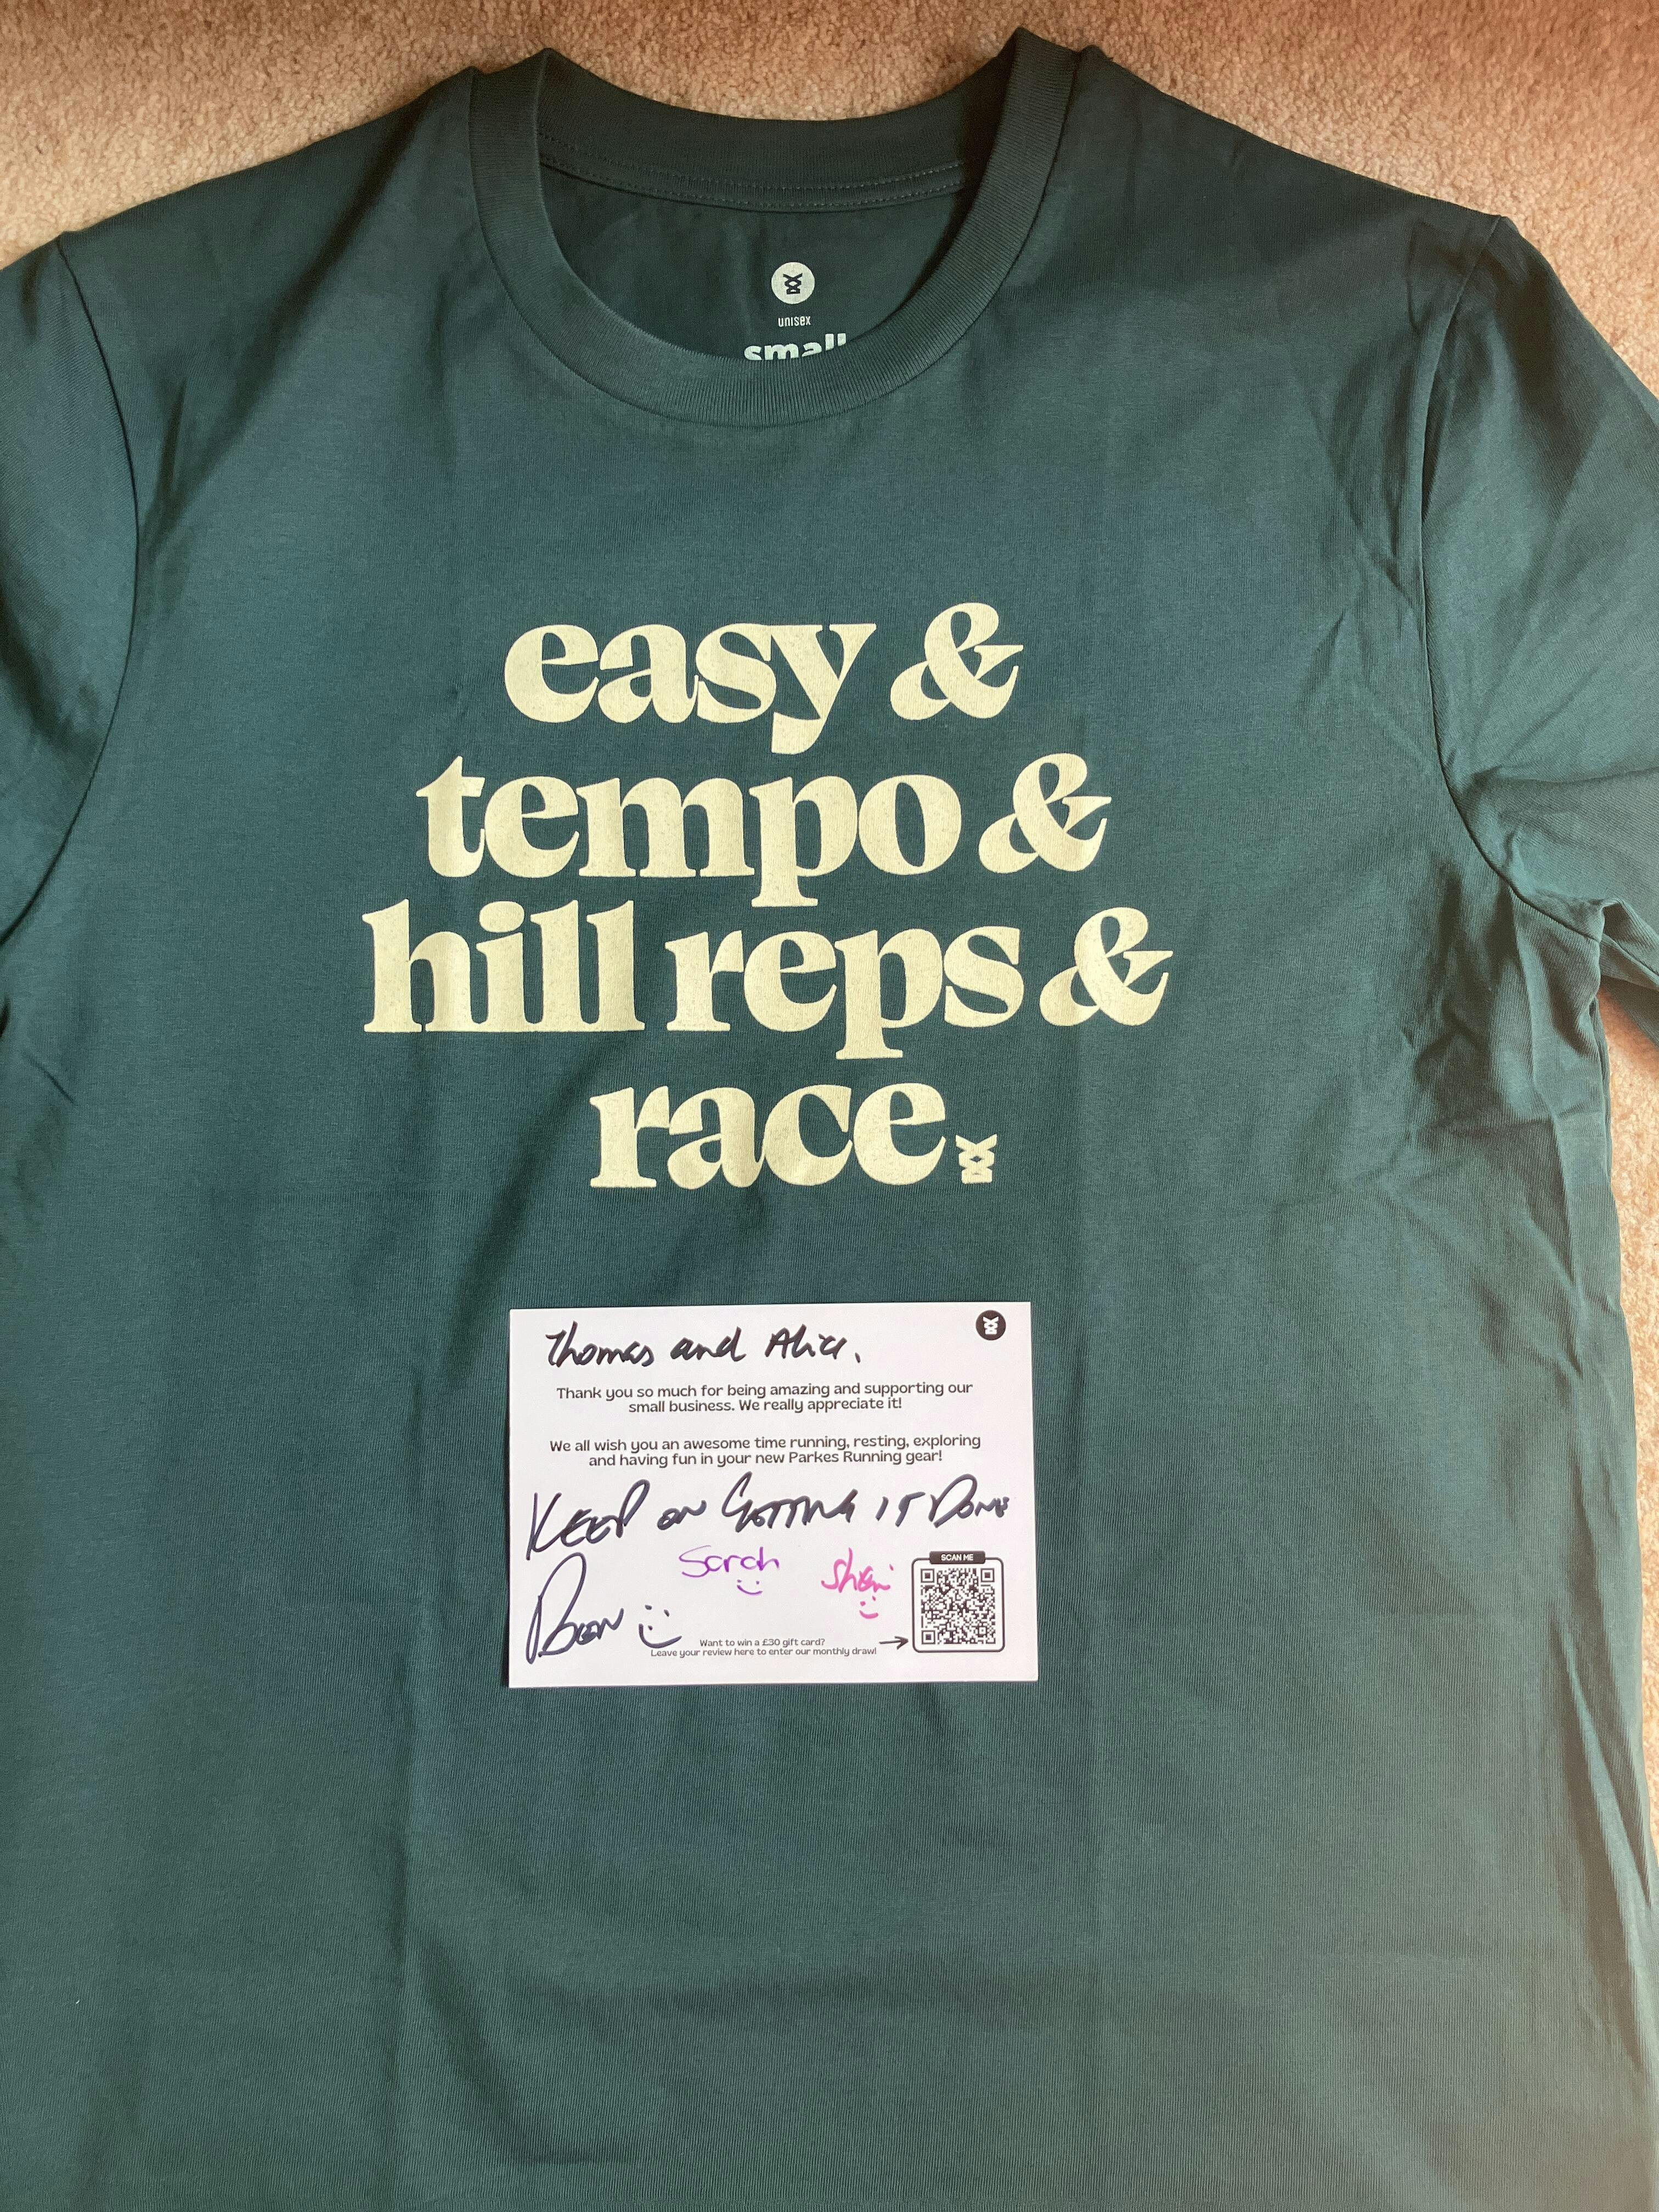 unisex
small
easy &
tempo &
hill reps &
race.
Thomas and Alice,
Thank you so much for being amazing and supporting our
small business. We really appreciate it!
We all wish you an awesome time running, resting, exploring
and having fun in your new Parkes Running gear!
KEEP ON GETTING IT DONE
Sarah
Ben
SCAN ME
Want to win a £30 gift card?
Leave your review here to enter our monthly draw!